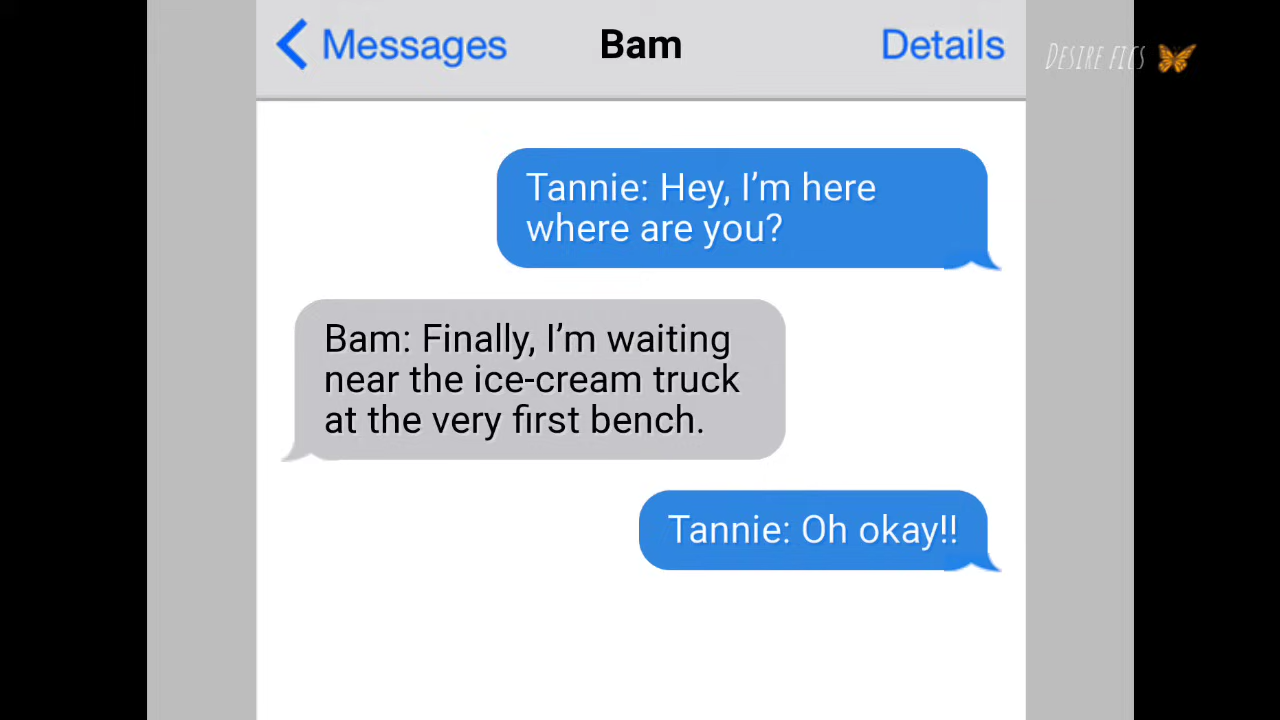 Messages
Bam
Details
DESIRE FICS
Tannie: Hey, I'm here
where are you?
Bam: Finally, I'm waiting
near the ice-cream truck
at the very first bench.
Tannie: Oh okay!!